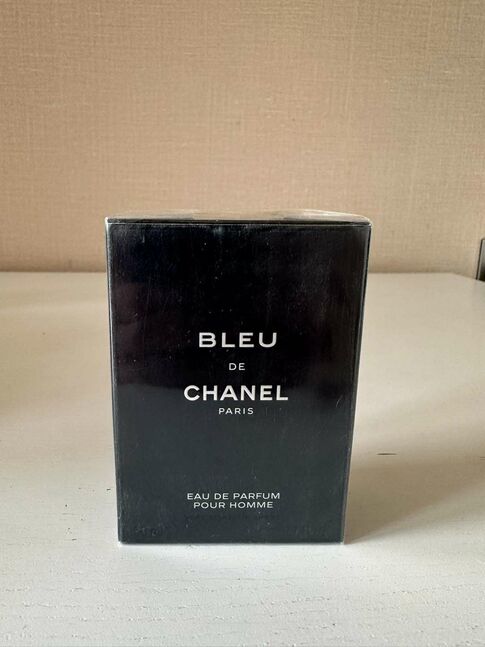 BLEU
DE
CHANEL
PARIS
EAU DE PARFUM
POUR HOMME